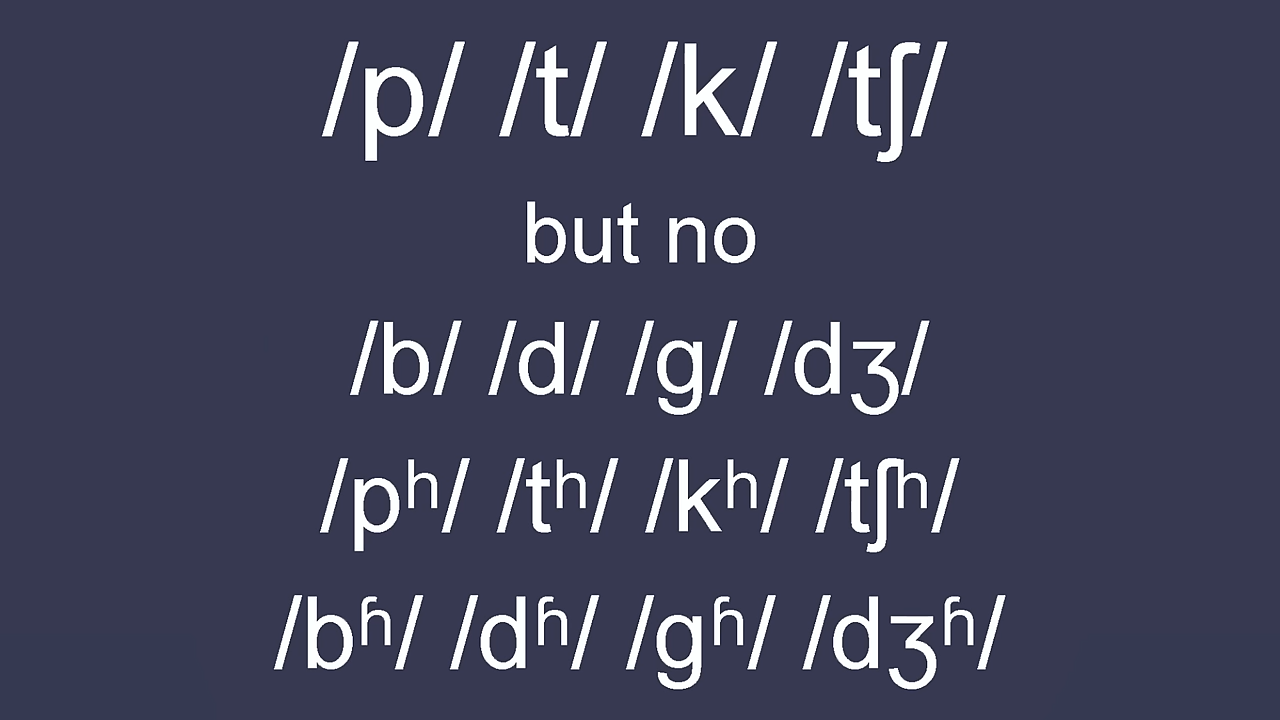 /p/ /t/ /k/ /tʃ/
but no
/b/ /d/ /g/ /dʒ/
/pʰ/ /tʰ/ /kʰ/ /tʃʰ/
/bʱ/ /dʱ/ /gʱ/ /dʒʱ/